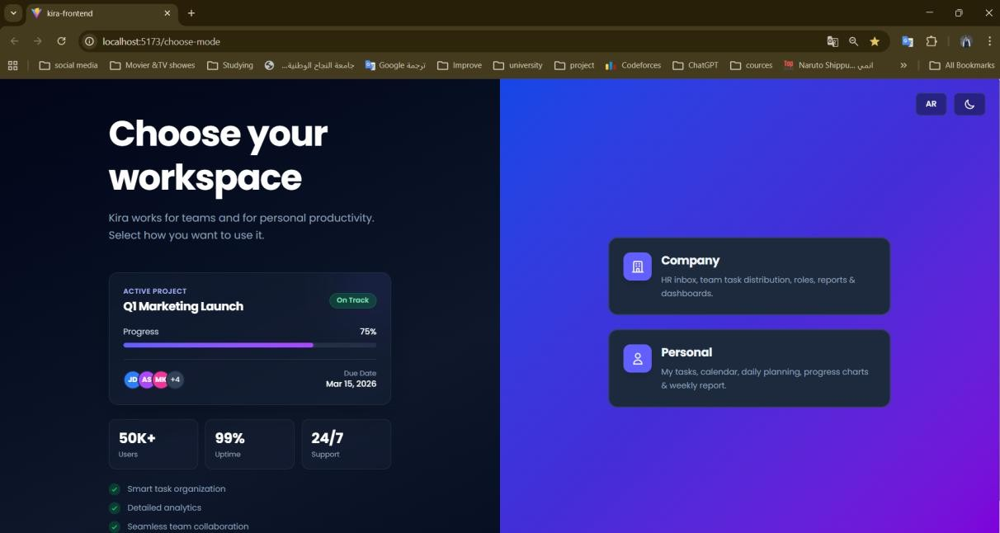 kira-frontend
localhost:5173/choose-mode
social media
Movier &TV showes
Studying
جامعة النجاح الوطنية...
ترجمة Google
Improve
university
project
Codeforces
ChatGPT
cources
Naruto Shippu... انمي
All Bookmarks
AR
Choose your
workspace
Kira works for teams and for personal productivity.
Select how you want to use it.
ACTIVE PROJECT
Q1 Marketing Launch
On Track
Progress
75%
JD
AS
MK
+4
Due Date
Mar 15, 2026
50K+
Users
99%
Uptime
24/7
Support
Smart task organization
Detailed analytics
Seamless team collaboration
Company
HR inbox, team task distribution, roles, reports &
dashboards.
Personal
My tasks, calendar, daily planning, progress charts
& weekly report.